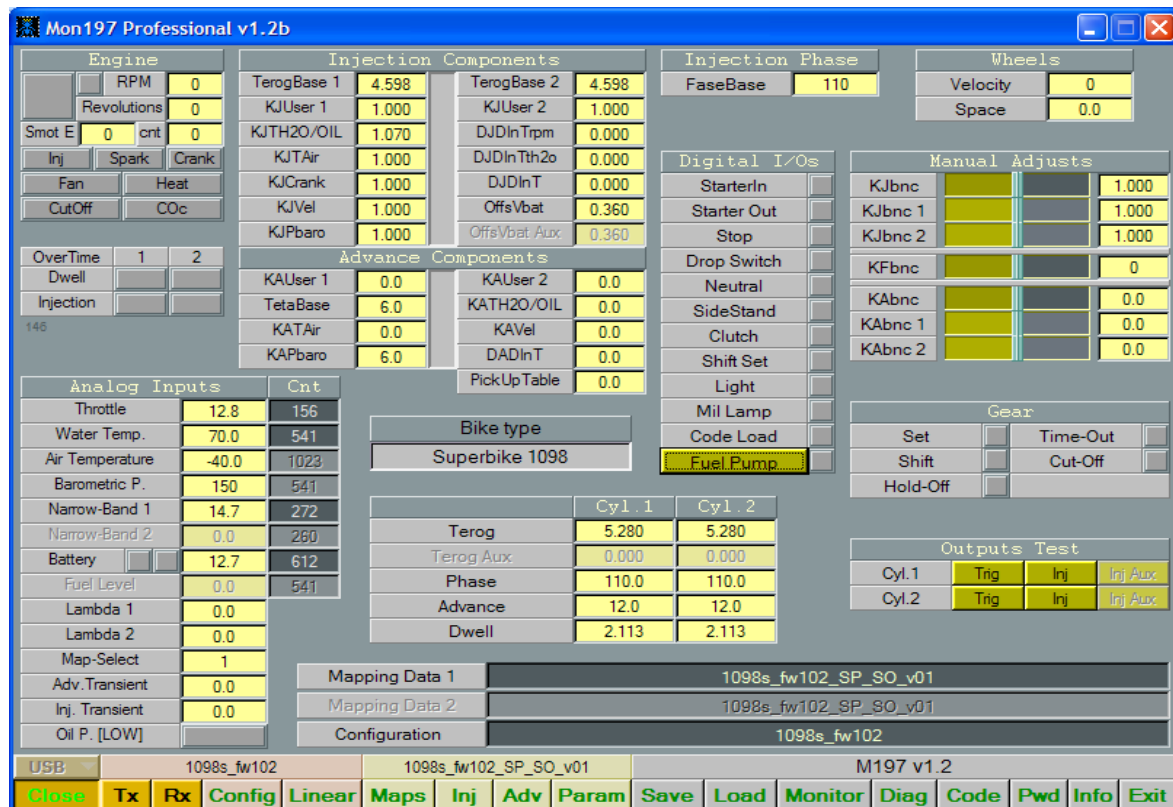 Mon197 Professional v1.2b
Engine
RPM 0
Revolutions 0
Smot E 0 cnt 0
Inj Spark Crank
Fan Heat
CutOff COc
OverTime 1 2
Dwell
Injection
146
Injection Components
TerogBase 1 4.598 TerogBase 2 4.598
KJUser 1 1.000 KJUser 2 1.000
KJTH2O/OIL 1.070 DJDInTrpm 0.000
KJTAir 1.000 DJDInTth2o 0.000
KJCrank 1.000 DJDInT 0.000
KJVel 1.000 OffsVbat 0.360
KJPbaro 1.000 OffsVbat Aux 0.360
Advance Components
KAUser 1 0.0 KAUser 2 0.0
TetaBase 6.0 KATH2O/OIL 0.0
KATAir 0.0 KAVel 0.0
KAPbaro 6.0 DADInT 0.0
PickUpTable 0.0
Injection Phase
FaseBase 110
Wheels
Velocity 0
Space 0.0
Digital I/Os
StarterIn
Starter Out
Stop
Drop Switch
Neutral
SideStand
Clutch
Shift Set
Light
Mil Lamp
Code Load
Fuel Pump
Manual Adjusts
KJbnc 1.000
KJbnc 1 1.000
KJbnc 2 1.000
KFbnc 0
KAbnc 0.0
KAbnc 1 0.0
KAbnc 2 0.0
Analog Inputs Cnt
Throttle 12.8 156
Water Temp. 70.0 541
Air Temperature -40.0 1023
Barometric P. 150 541
Narrow-Band 1 14.7 272
Narrow-Band 2 0.0 260
Battery 12.7 612
Fuel Level 0.0 541
Lambda 1 0.0
Lambda 2 0.0
Map-Select 1
Adv.Transient 0.0
Inj. Transient 0.0
Oil P. [LOW]
Bike type
Superbike 1098
Gear
Set Time-Out
Shift Cut-Off
Hold-Off
Cyl.1 Cyl.2
Terog 5.280 5.280
Terog Aux 0.000 0.000
Phase 110.0 110.0
Advance 12.0 12.0
Dwell 2.113 2.113
Outputs Test
Cyl.1 Trig Inj Inj Aux
Cyl.2 Trig Inj Inj Aux
Mapping Data 1 1098s_fw102_SP_SO_v01
Mapping Data 2 1098s_fw102_SP_SO_v01
Configuration 1098s_fw102
USB 1098s_fw102 1098s_fw102_SP_SO_v01 M197 v1.2
Close Tx Rx Config Linear Maps Inj Adv Param Save Load Monitor Diag Code Pwd Info Exit